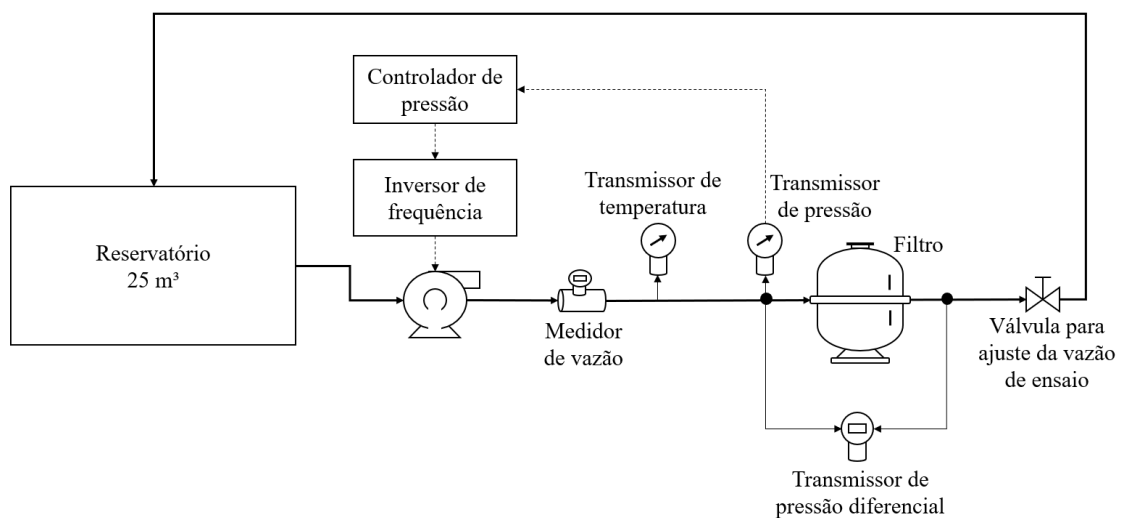 Controlador de
pressão
Inversor de
frequência
Transmissor de
temperatura
Transmissor
de pressão
Filtro
Reservatório
25 m³
Medidor
de vazão
Válvula para
ajuste da vazão
de ensaio
Transmissor de
pressão diferencial